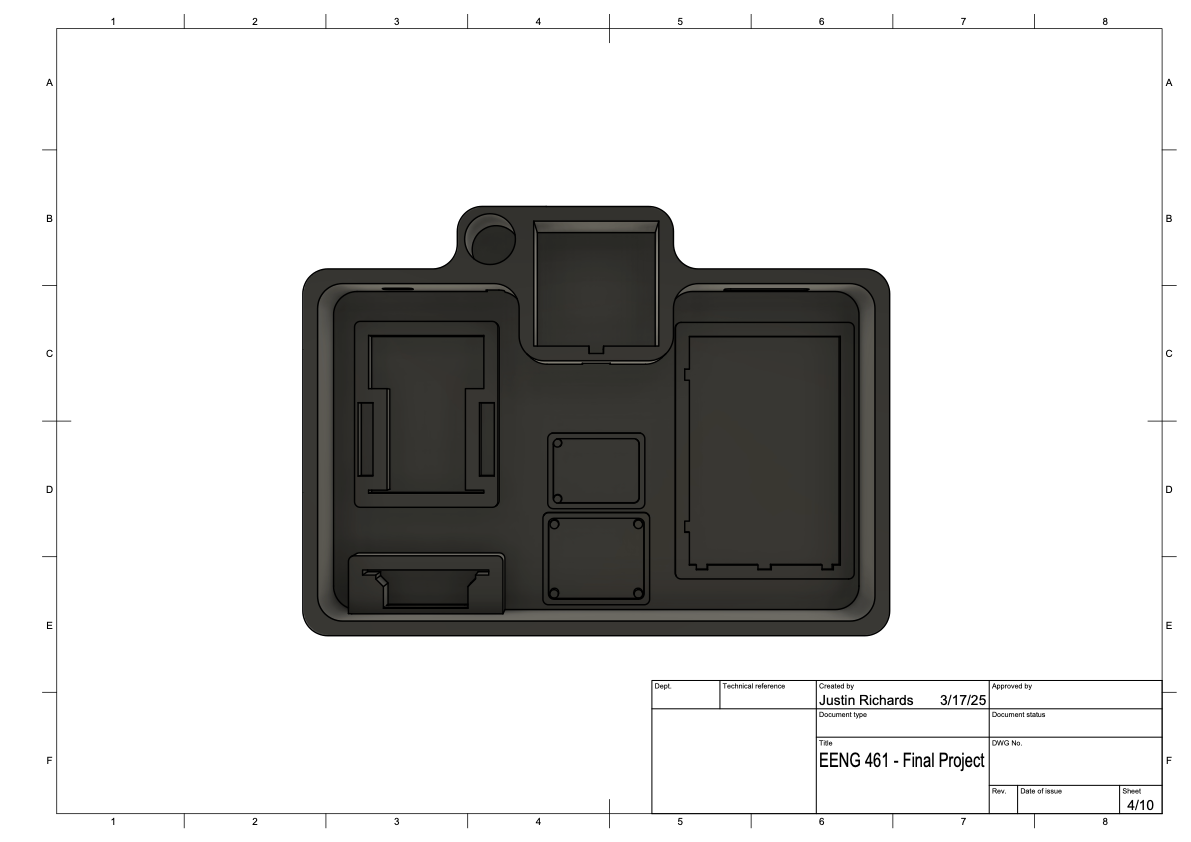 1 2 3 4 5 6 7 8
A A
B B
C C
D D
E E
Dept. Technical reference Created by Approved by
Justin Richards 3/17/25
Document type Document status
Title DWG No.
F EENG 461 - Final Project F
Rev. Date of issue Sheet
4/10
1 2 3 4 5 6 7 8